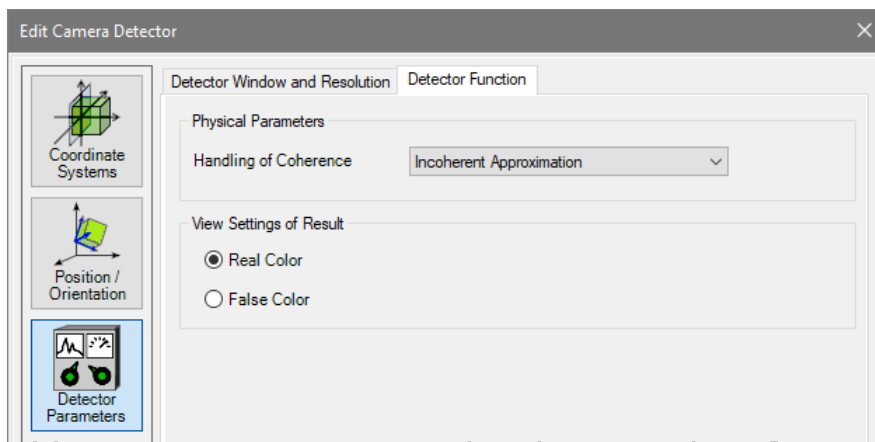 Edit Camera Detector
Coordinate
Systems
Position /
Orientation
Detector
Parameters
Detector Window and Resolution
Detector Function
Physical Parameters
Handling of Coherence
Incoherent Approximation
View Settings of Result
Real Color
False Color